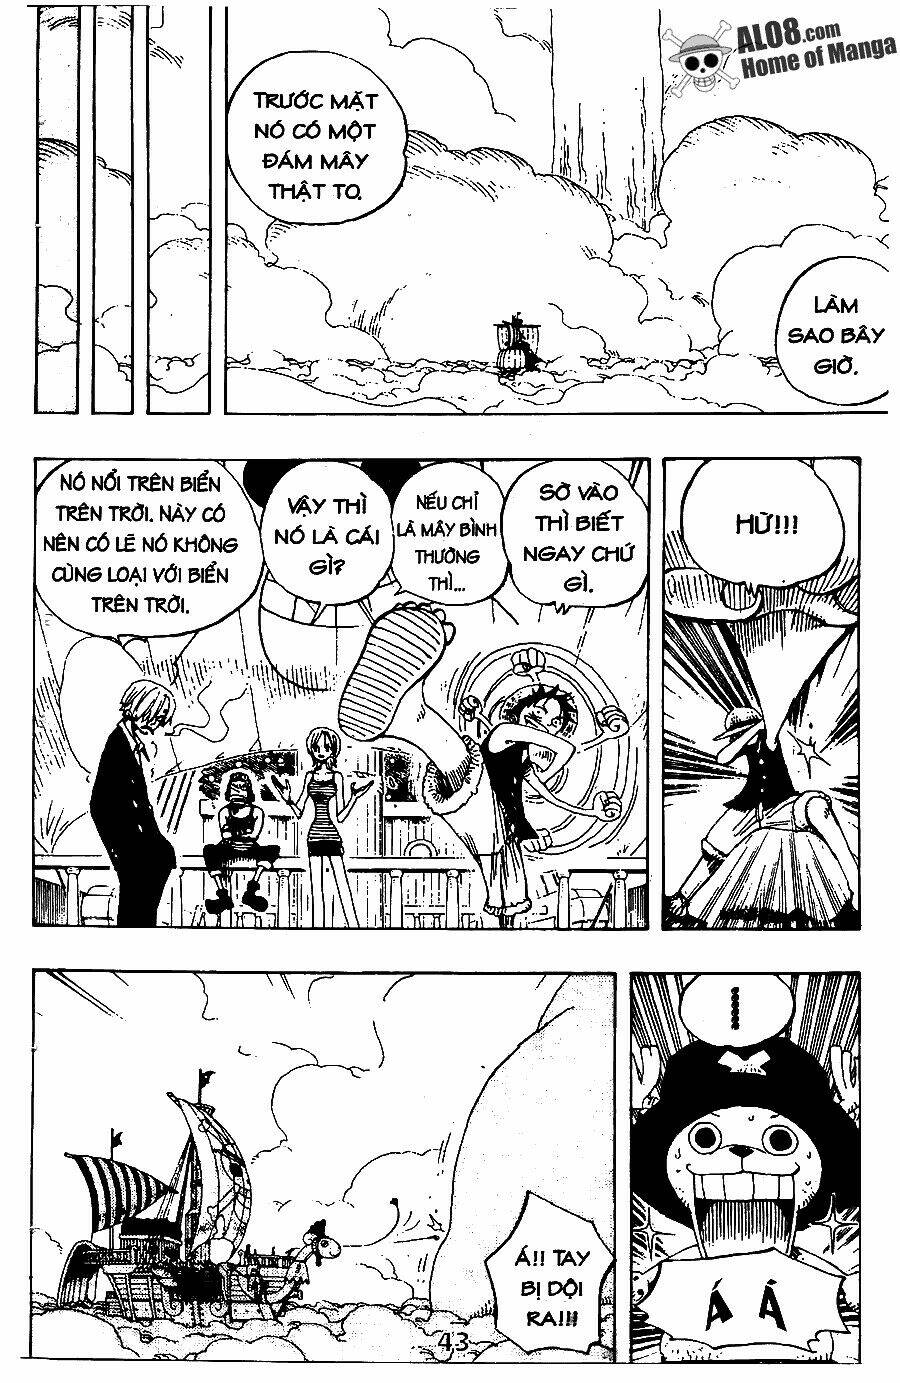 ALO8.com
Home of Manga
TRƯỚC MẶT
NÓ CÓ MỘT
ĐÁM MÂY
THẬT TO.
LÀM
SAO BÂY
GIỜ.
NÓ NỔI TRÊN BIỂN
TRÊN TRỜI. NÀY CÓ
NÊN CÓ LẼ NÓ KHÔNG
CÙNG LOẠI VỚI BIỂN
TRÊN TRỜI.
VẬY THÌ
NÓ LÀ CÁI
GÌ?
NẾU CHỈ
LÀ MÂY BÌNH
THƯỜNG
THÌ...
SỜ VÀO
THÌ BIẾT
NGAY CHỨ
GÌ.
HỪ!!!
Á!! TAY
BỊ DỘI
RA!!!
Á Á
43